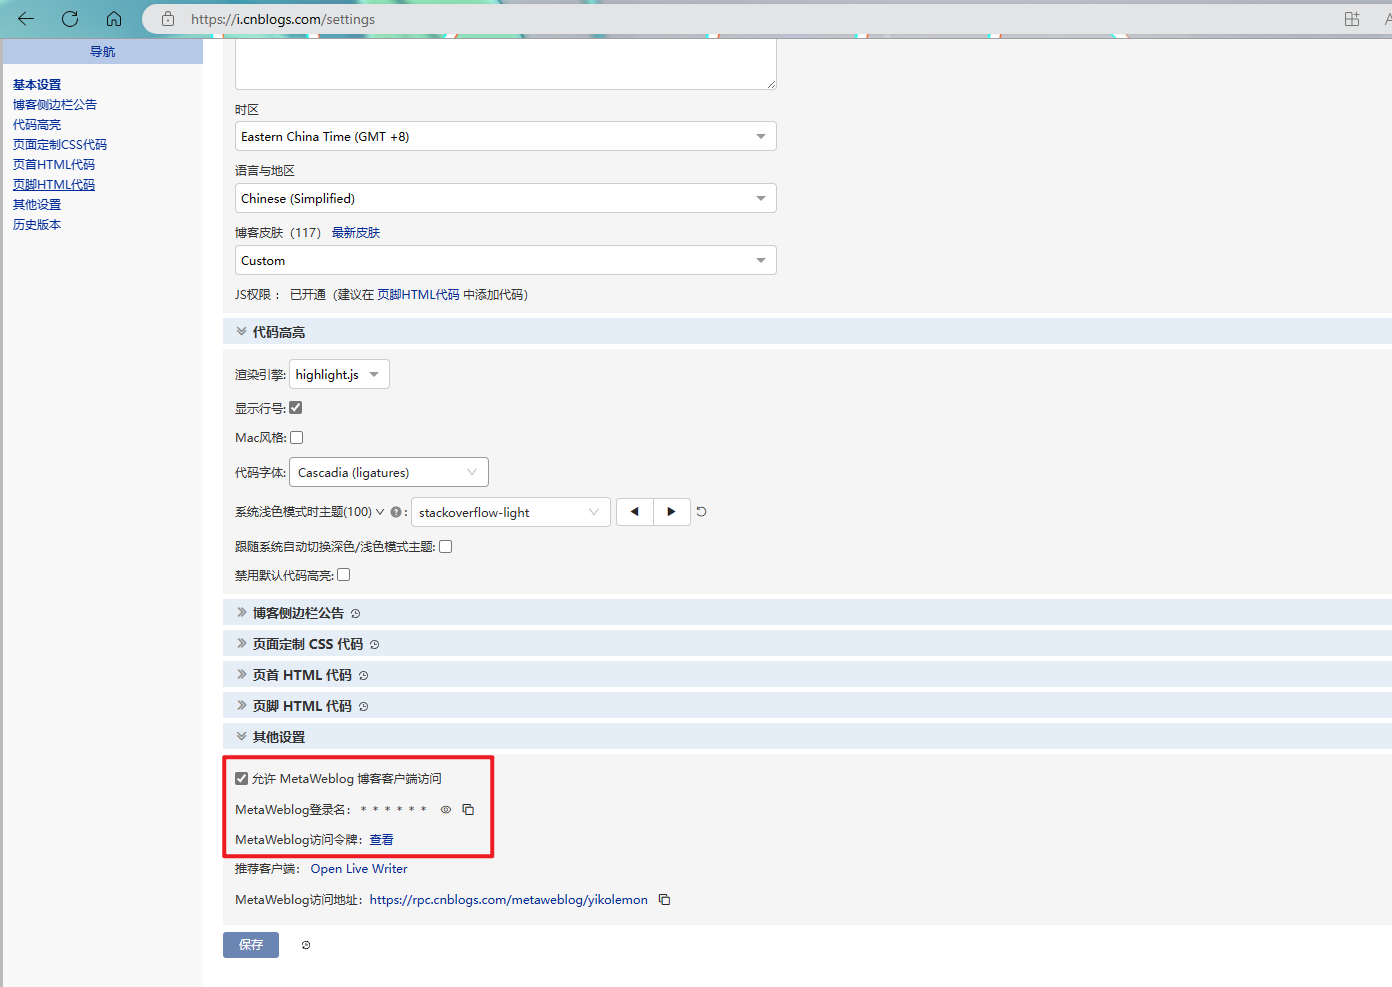 https://i.cnblogs.com/settings
导航
基本设置
博客侧边栏公告
代码高亮
页面定制CSS代码
页首HTML代码
页脚HTML代码
其他设置
历史版本
时区
Eastern China Time (GMT +8)
语言与地区
Chinese (Simplified)
博客皮肤（117） 最新皮肤
Custom
JS权限： 已开通（建议在 页脚HTML代码 中添加代码）
代码高亮
渲染引擎: highlight.js
显示行号:
Mac风格:
代码字体: Cascadia (ligatures)
系统浅色模式时主题(100) : stackoverflow-light
跟随系统自动切换深色/浅色模式主题:
禁用默认代码高亮:
博客侧边栏公告
页面定制 CSS 代码
页首 HTML 代码
页脚 HTML 代码
其他设置
允许 MetaWeblog 博客客户端访问
MetaWeblog登录名： * * * * * *
MetaWeblog访问令牌： 查看
推荐客户端： Open Live Writer
MetaWeblog访问地址： https://rpc.cnblogs.com/metaweblog/yikolemon
保存